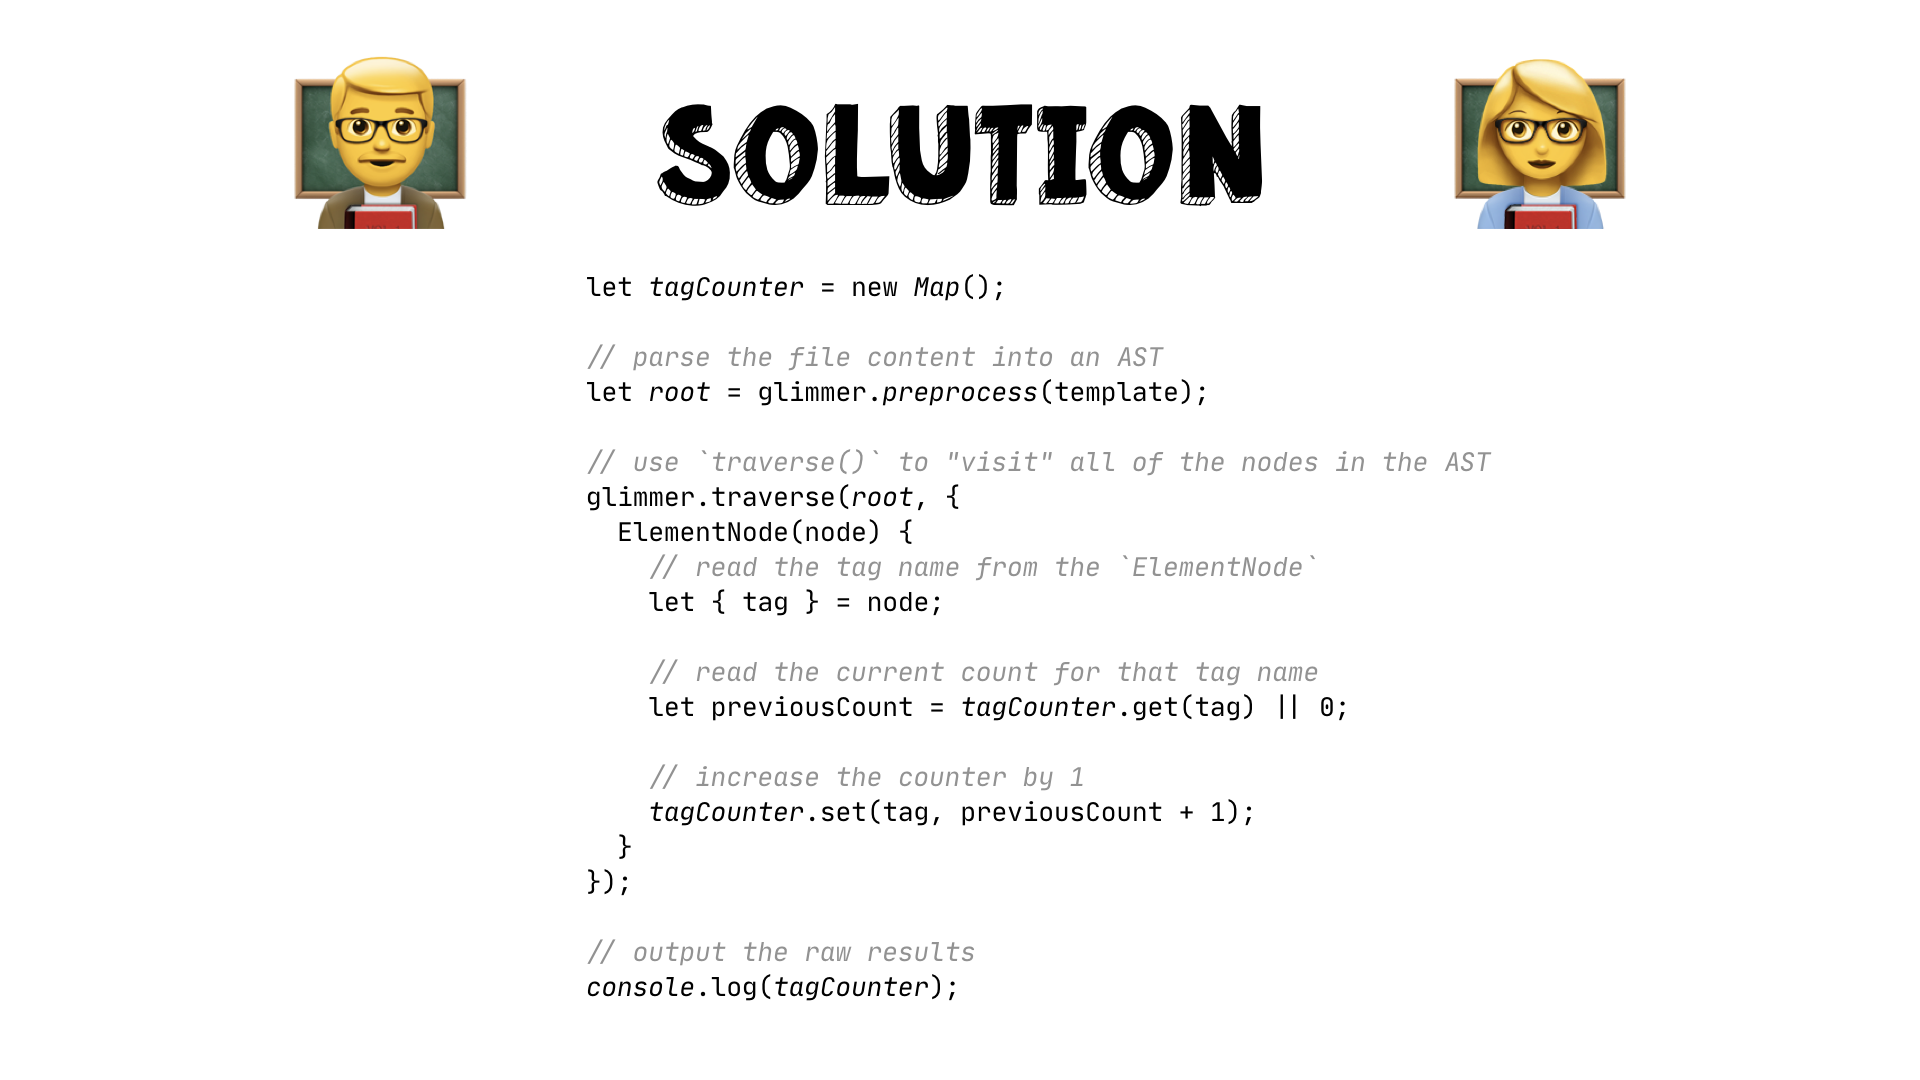 SOLUTION
let tagCounter = new Map();
// parse the file content into an AST
let root = glimmer.preprocess(template);
// use `traverse()` to "visit" all of the nodes in the AST
glimmer.traverse(root, {
  ElementNode(node) {
    // read the tag name from the `ElementNode`
    let { tag } = node;
    // read the current count for that tag name
    let previousCount = tagCounter.get(tag) || 0;
    // increase the counter by 1
    tagCounter.set(tag, previousCount + 1);
  }
});
// output the raw results
console.log(tagCounter);